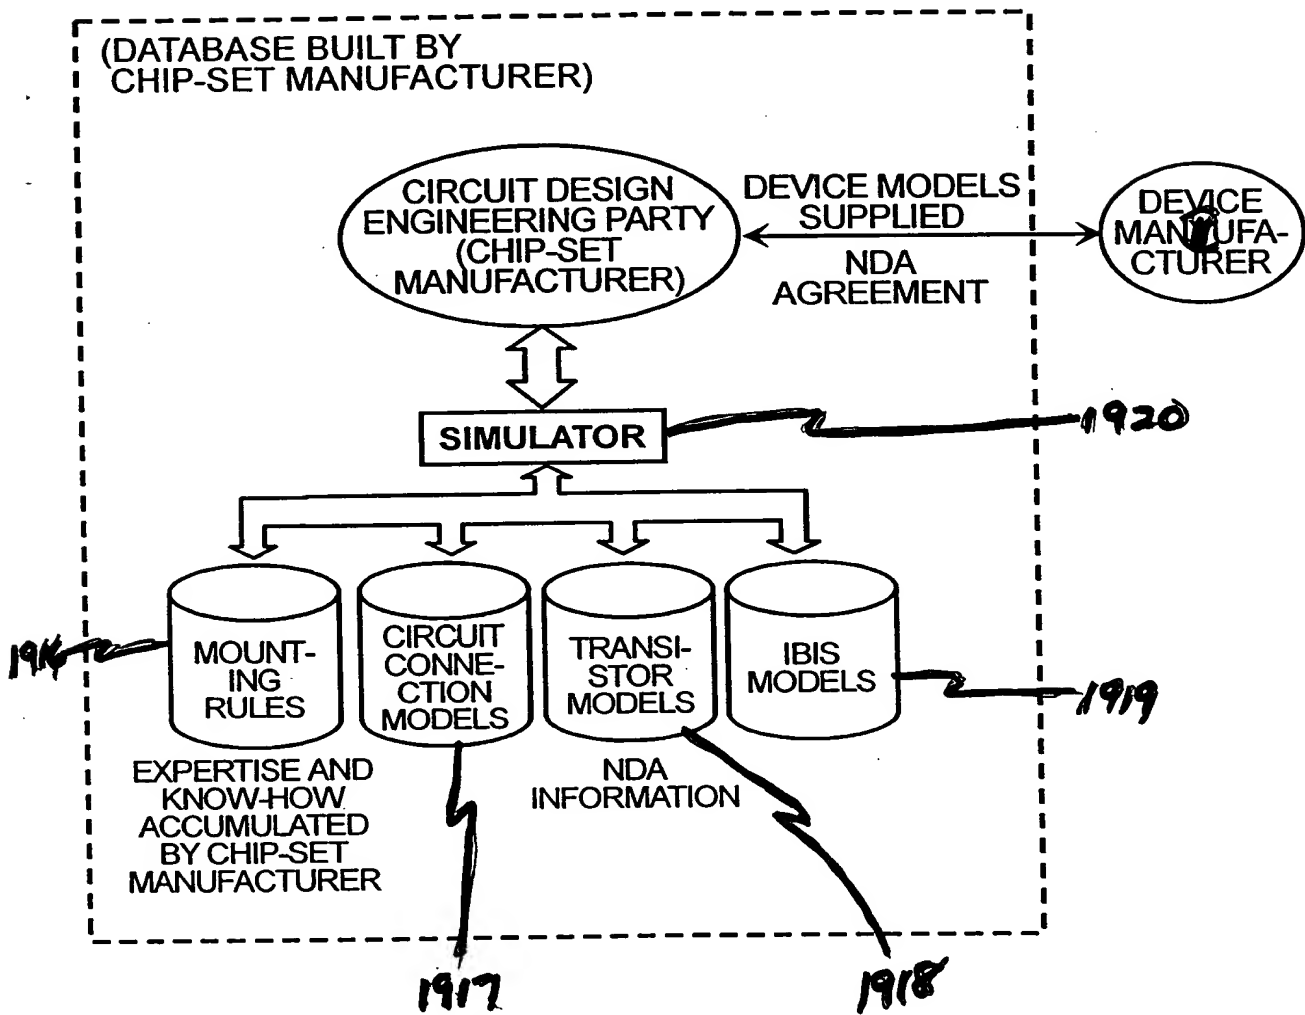 (DATABASE BUILT BY
CHIP-SET MANUFACTURER)
CIRCUIT DESIGN
ENGINEERING PARTY
(CHIP-SET
MANUFACTURER)
DEVICE MODELS
SUPPLIED
NDA
AGREEMENT
DEVICE
MANUFA-
CTURER
SIMULATOR
1920
MOUNT-
ING
RULES
CIRCUIT
CONNE-
CTION
MODELS
TRANSI-
STOR
MODELS
IBIS
MODELS
1916
1919
EXPERTISE AND
KNOW-HOW
ACCUMULATED
BY CHIP-SET
MANUFACTURER
NDA
INFORMATION
1917
1918